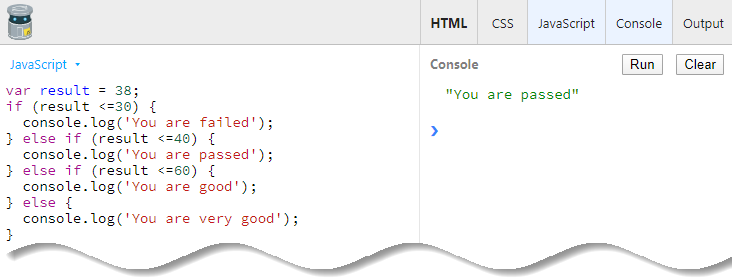 HTML CSS JavaScript Console Output
JavaScript
var result = 38;
if (result <=30) {
  console.log('You are failed');
} else if (result <=40) {
  console.log('You are passed');
} else if (result <=60) {
  console.log('You are good');
} else {
  console.log('You are very good');
}
Console Run Clear
"You are passed"